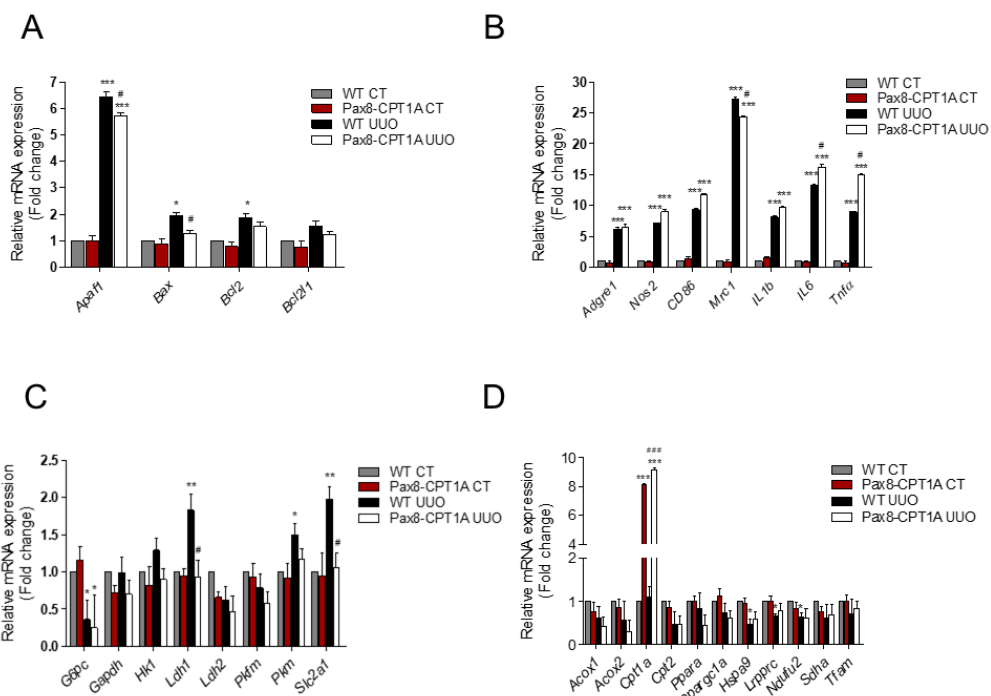 A
B
Relative mRNA expression
(Fold change)
7
6
5
4
3
2
1
0
*** # *** * # *
WT CT
Pax8-CPT1A CT
WT UUO
Pax8-CPT1A UUO
Apaf1 Bax Bcl2 Bcl2l1
Relative mRNA expression
(Fold change)
30
25
20
15
10
5
0
*** *** *** *** *** *** *** # *** *** *** *** # *** *** # ***
WT CT
Pax8-CPT1A CT
WT UUO
Pax8-CPT1A UUO
Adgre1 Nos2 CD86 Mrc1 IL1b IL6 Tnfα
C
D
Relative mRNA expression
(Fold change)
2.5
2.0
1.5
1.0
0.5
0.0
* * ** # * ** #
WT CT
Pax8-CPT1A CT
WT UUO
Pax8-CPT1A UUO
G6pc Gapdh Hk1 Ldh1 Ldh2 Pkfm Pkm Slc2a1
Relative mRNA expression
(Fold change)
10
8
6
4
2
1
0
*** ### *** * * *
WT CT
Pax8-CPT1A CT
WT UUO
Pax8-CPT1A UUO
Acox1 Acox2 Cpt1a Cpt2 Ppara Ppargc1a Hspa9 Lrpprc Nqufu2 Sdha Tfam